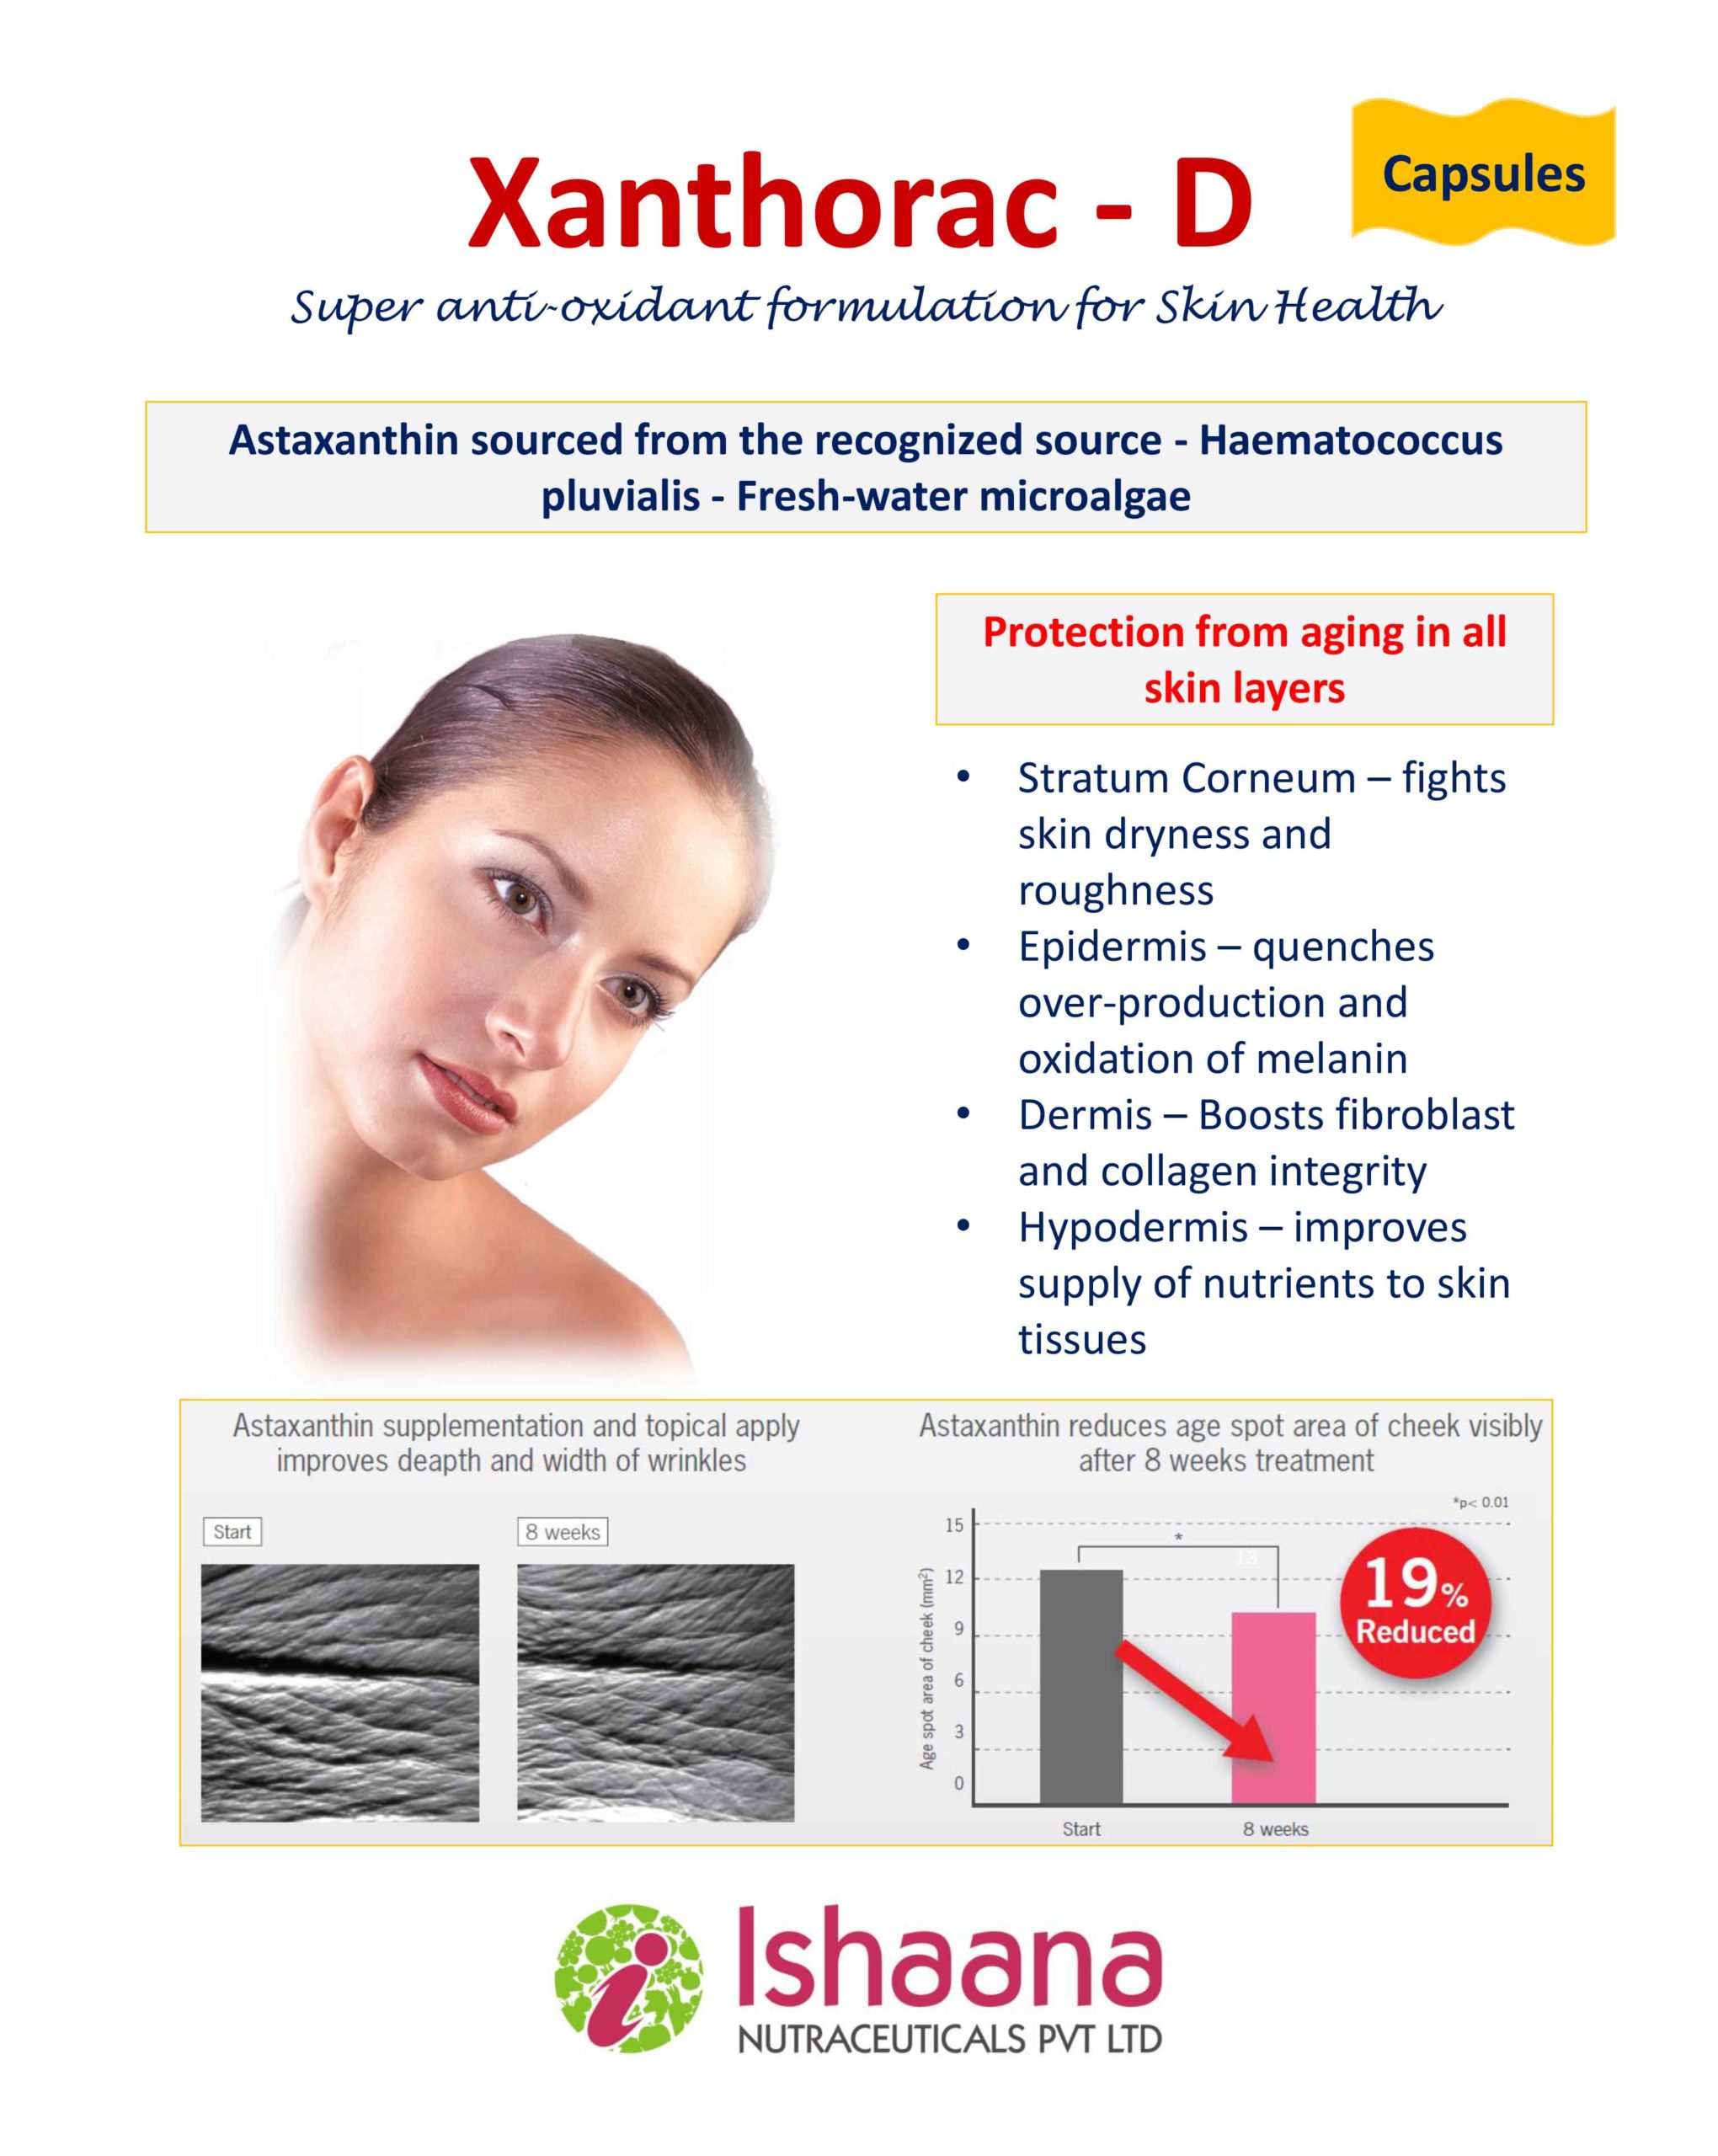 Capsules
Xanthorac - D
Super anti-oxidant formulation for Skin Health
Astaxanthin sourced from the recognized source - Haematococcus
pluvialis - Fresh-water microalgae
Protection from aging in all
skin layers
• Stratum Corneum – fights
skin dryness and
roughness
• Epidermis – quenches
over-production and
oxidation of melanin
• Dermis – Boosts fibroblast
and collagen integrity
• Hypodermis – improves
supply of nutrients to skin
tissues
Astaxanthin supplementation and topical apply
improves deapth and width of wrinkles
Start
8 weeks
Astaxanthin reduces age spot area of cheek visibly
after 8 weeks treatment
*p< 0.01
Age spot area of cheek (mm²)
15
12
9
6
3
0
*
13
19%
Reduced
Start
8 weeks
i
Ishaana
NUTRACEUTICALS PVT LTD